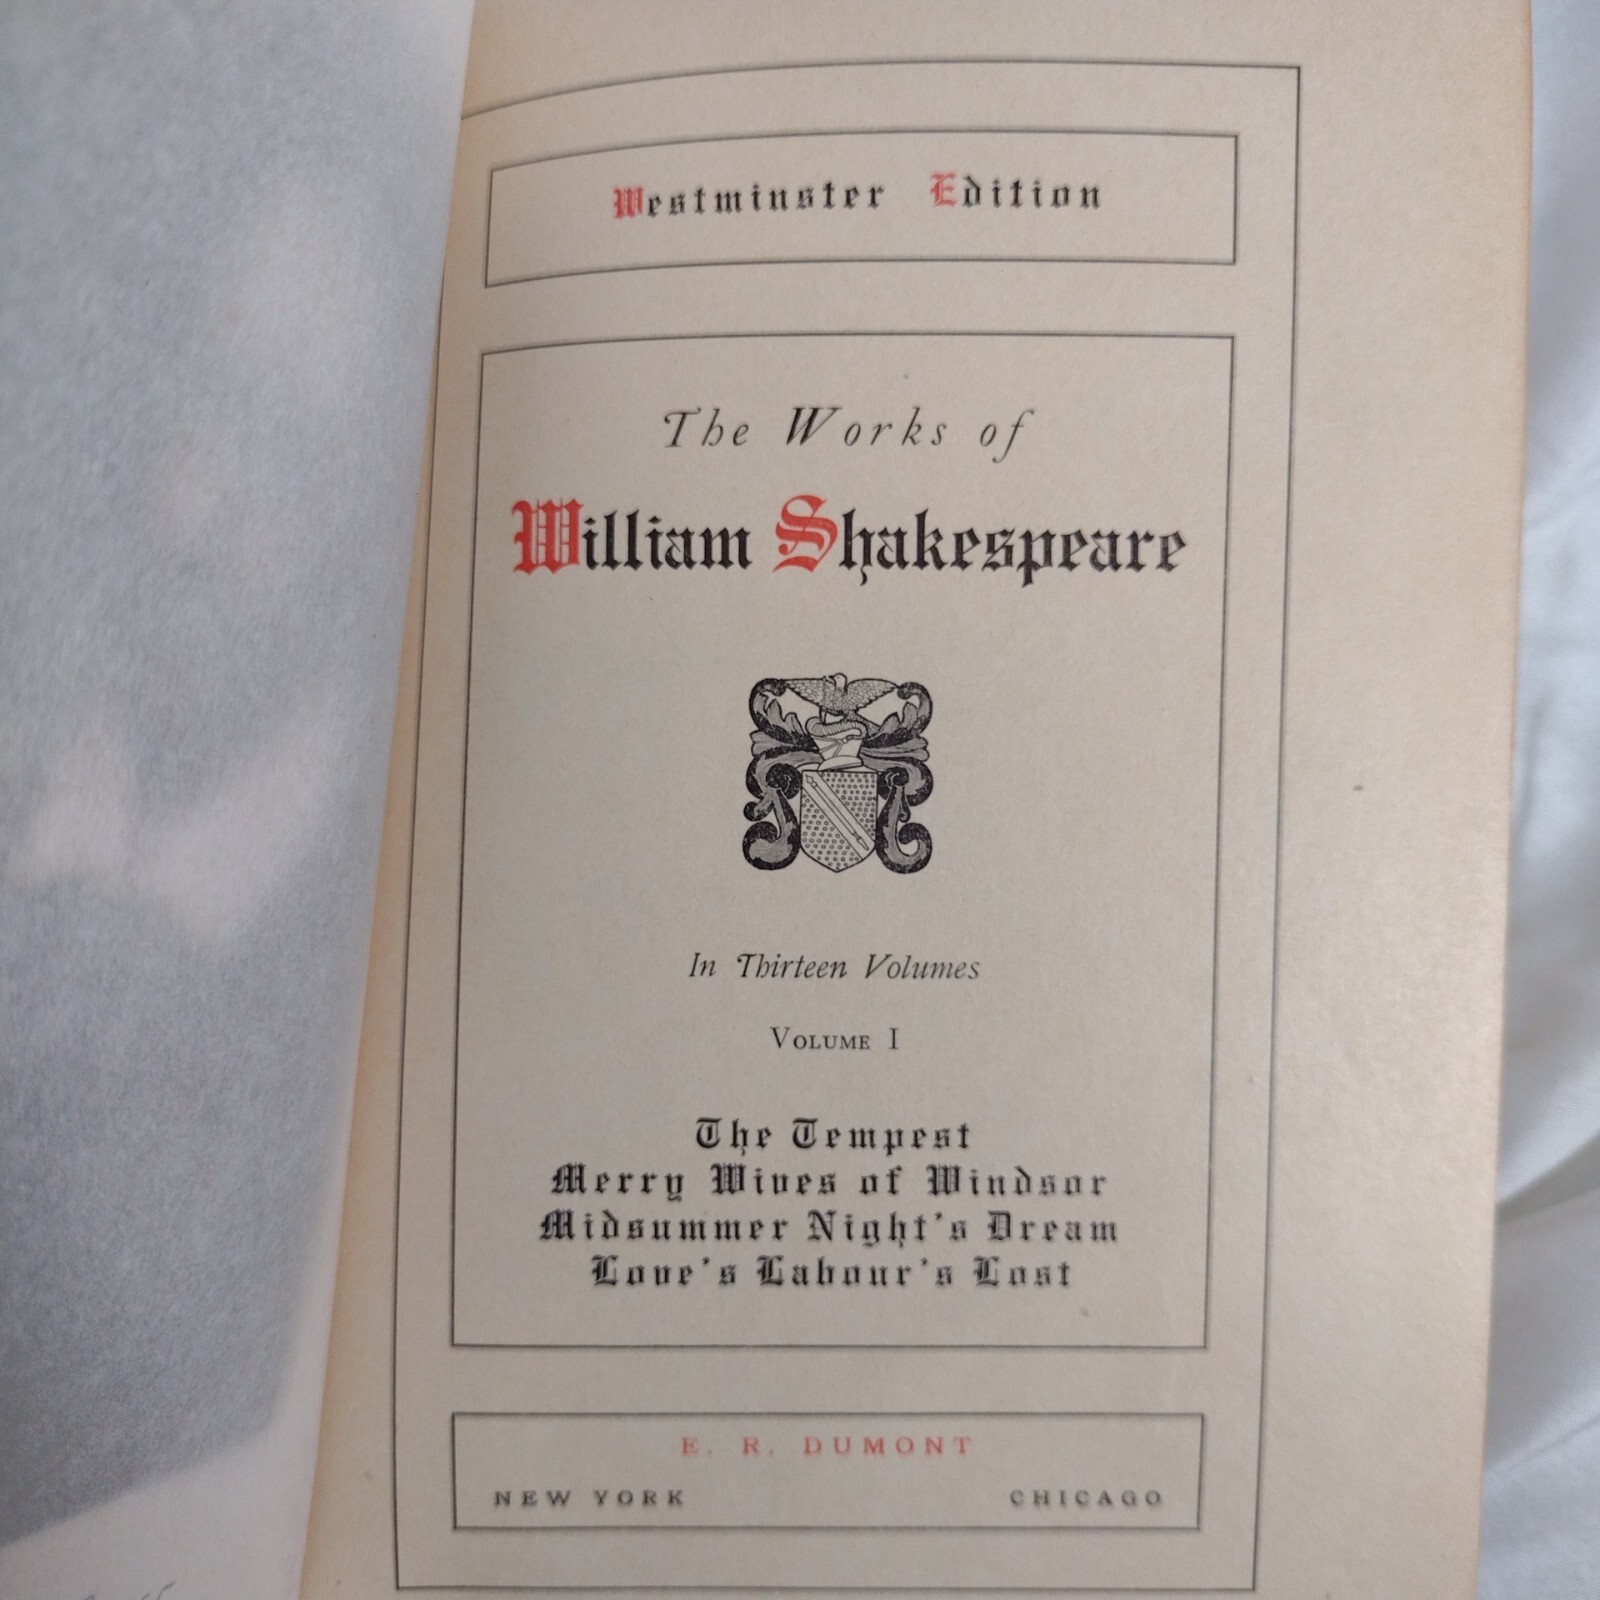 Westminster Edition
The Works of
William Shakespeare
In Thirteen Volumes
VOLUME I
The Tempest
Merry Wives of Windsor
Midsummer Night's Dream
Love's Labour's Lost
E. R. DUMONT
NEW YORK CHICAGO